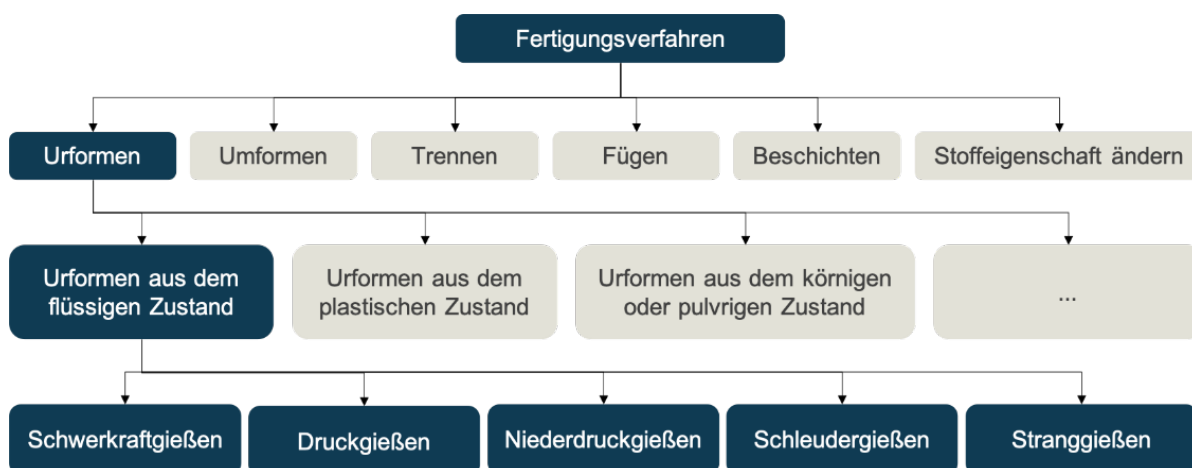 Fertigungsverfahren
Urformen
Umformen
Trennen
Fügen
Beschichten
Stoffeigenschaft ändern
Urformen aus dem
flüssigen Zustand
Urformen aus dem
plastischen Zustand
Urformen aus dem körnigen
oder pulvrigen Zustand
...
Schwerkraftgießen
Druckgießen
Niederdruckgießen
Schleudergießen
Stranggießen